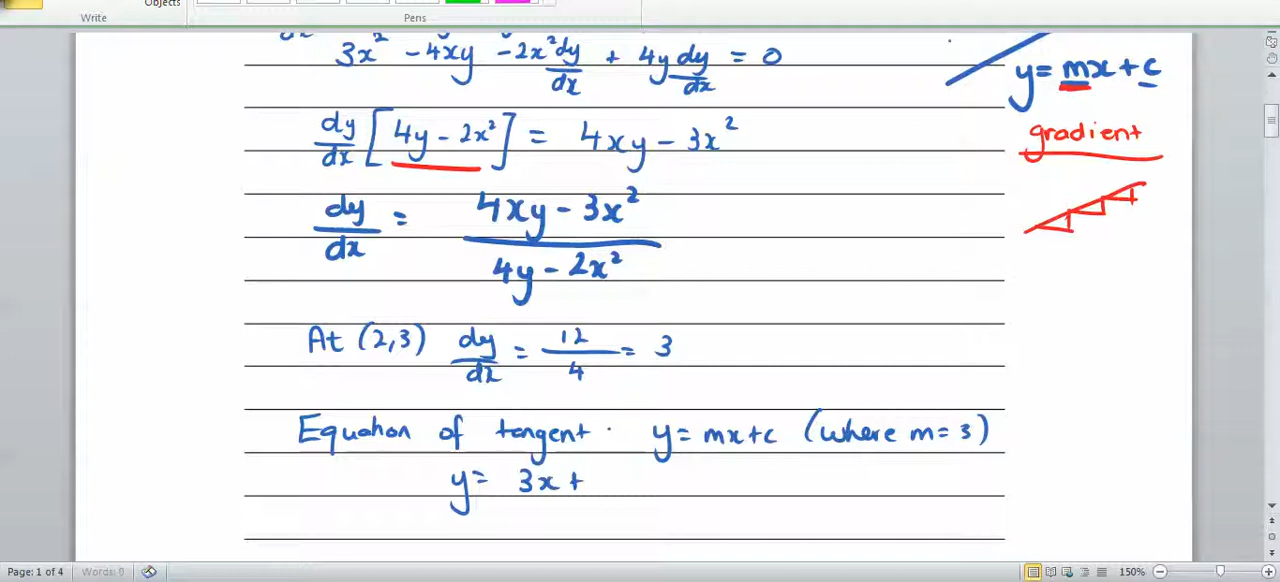 Objects
Write
Pens
dx
3x² - 4xy - 2x² dy/dx + 4y dy/dx = 0
y = mx + c
gradient
dy/dx [4y - 2x²] = 4xy - 3x²
dy/dx = (4xy - 3x²)/(4y - 2x²)
At (2,3) dy/dx = 12/4 = 3
Equation of tangent. y = mx + c (where m = 3)
y = 3x +
Page: 1 of 4
Words: 0
150%